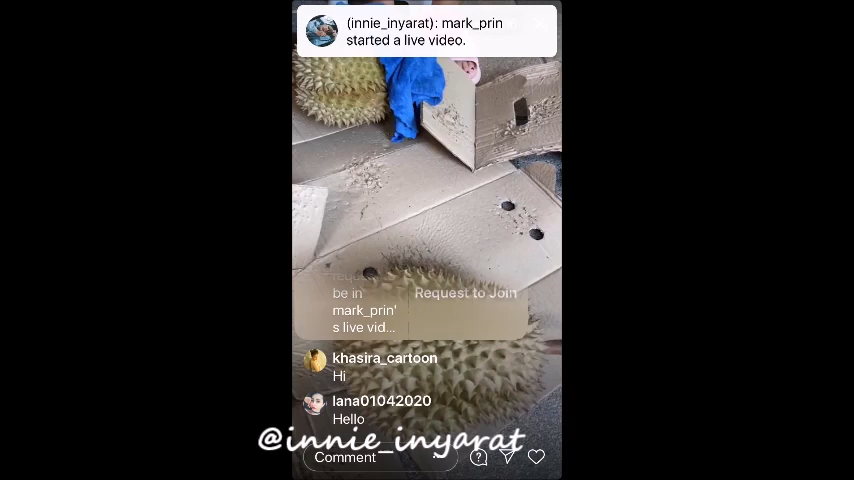 (innie_inyarat): mark_prin
started a live video.
be in
mark_prin'
s live vid...
Request to Join
khasira_cartoon
Hi
lana01042020
Hello
@innie_inyarat
Comment